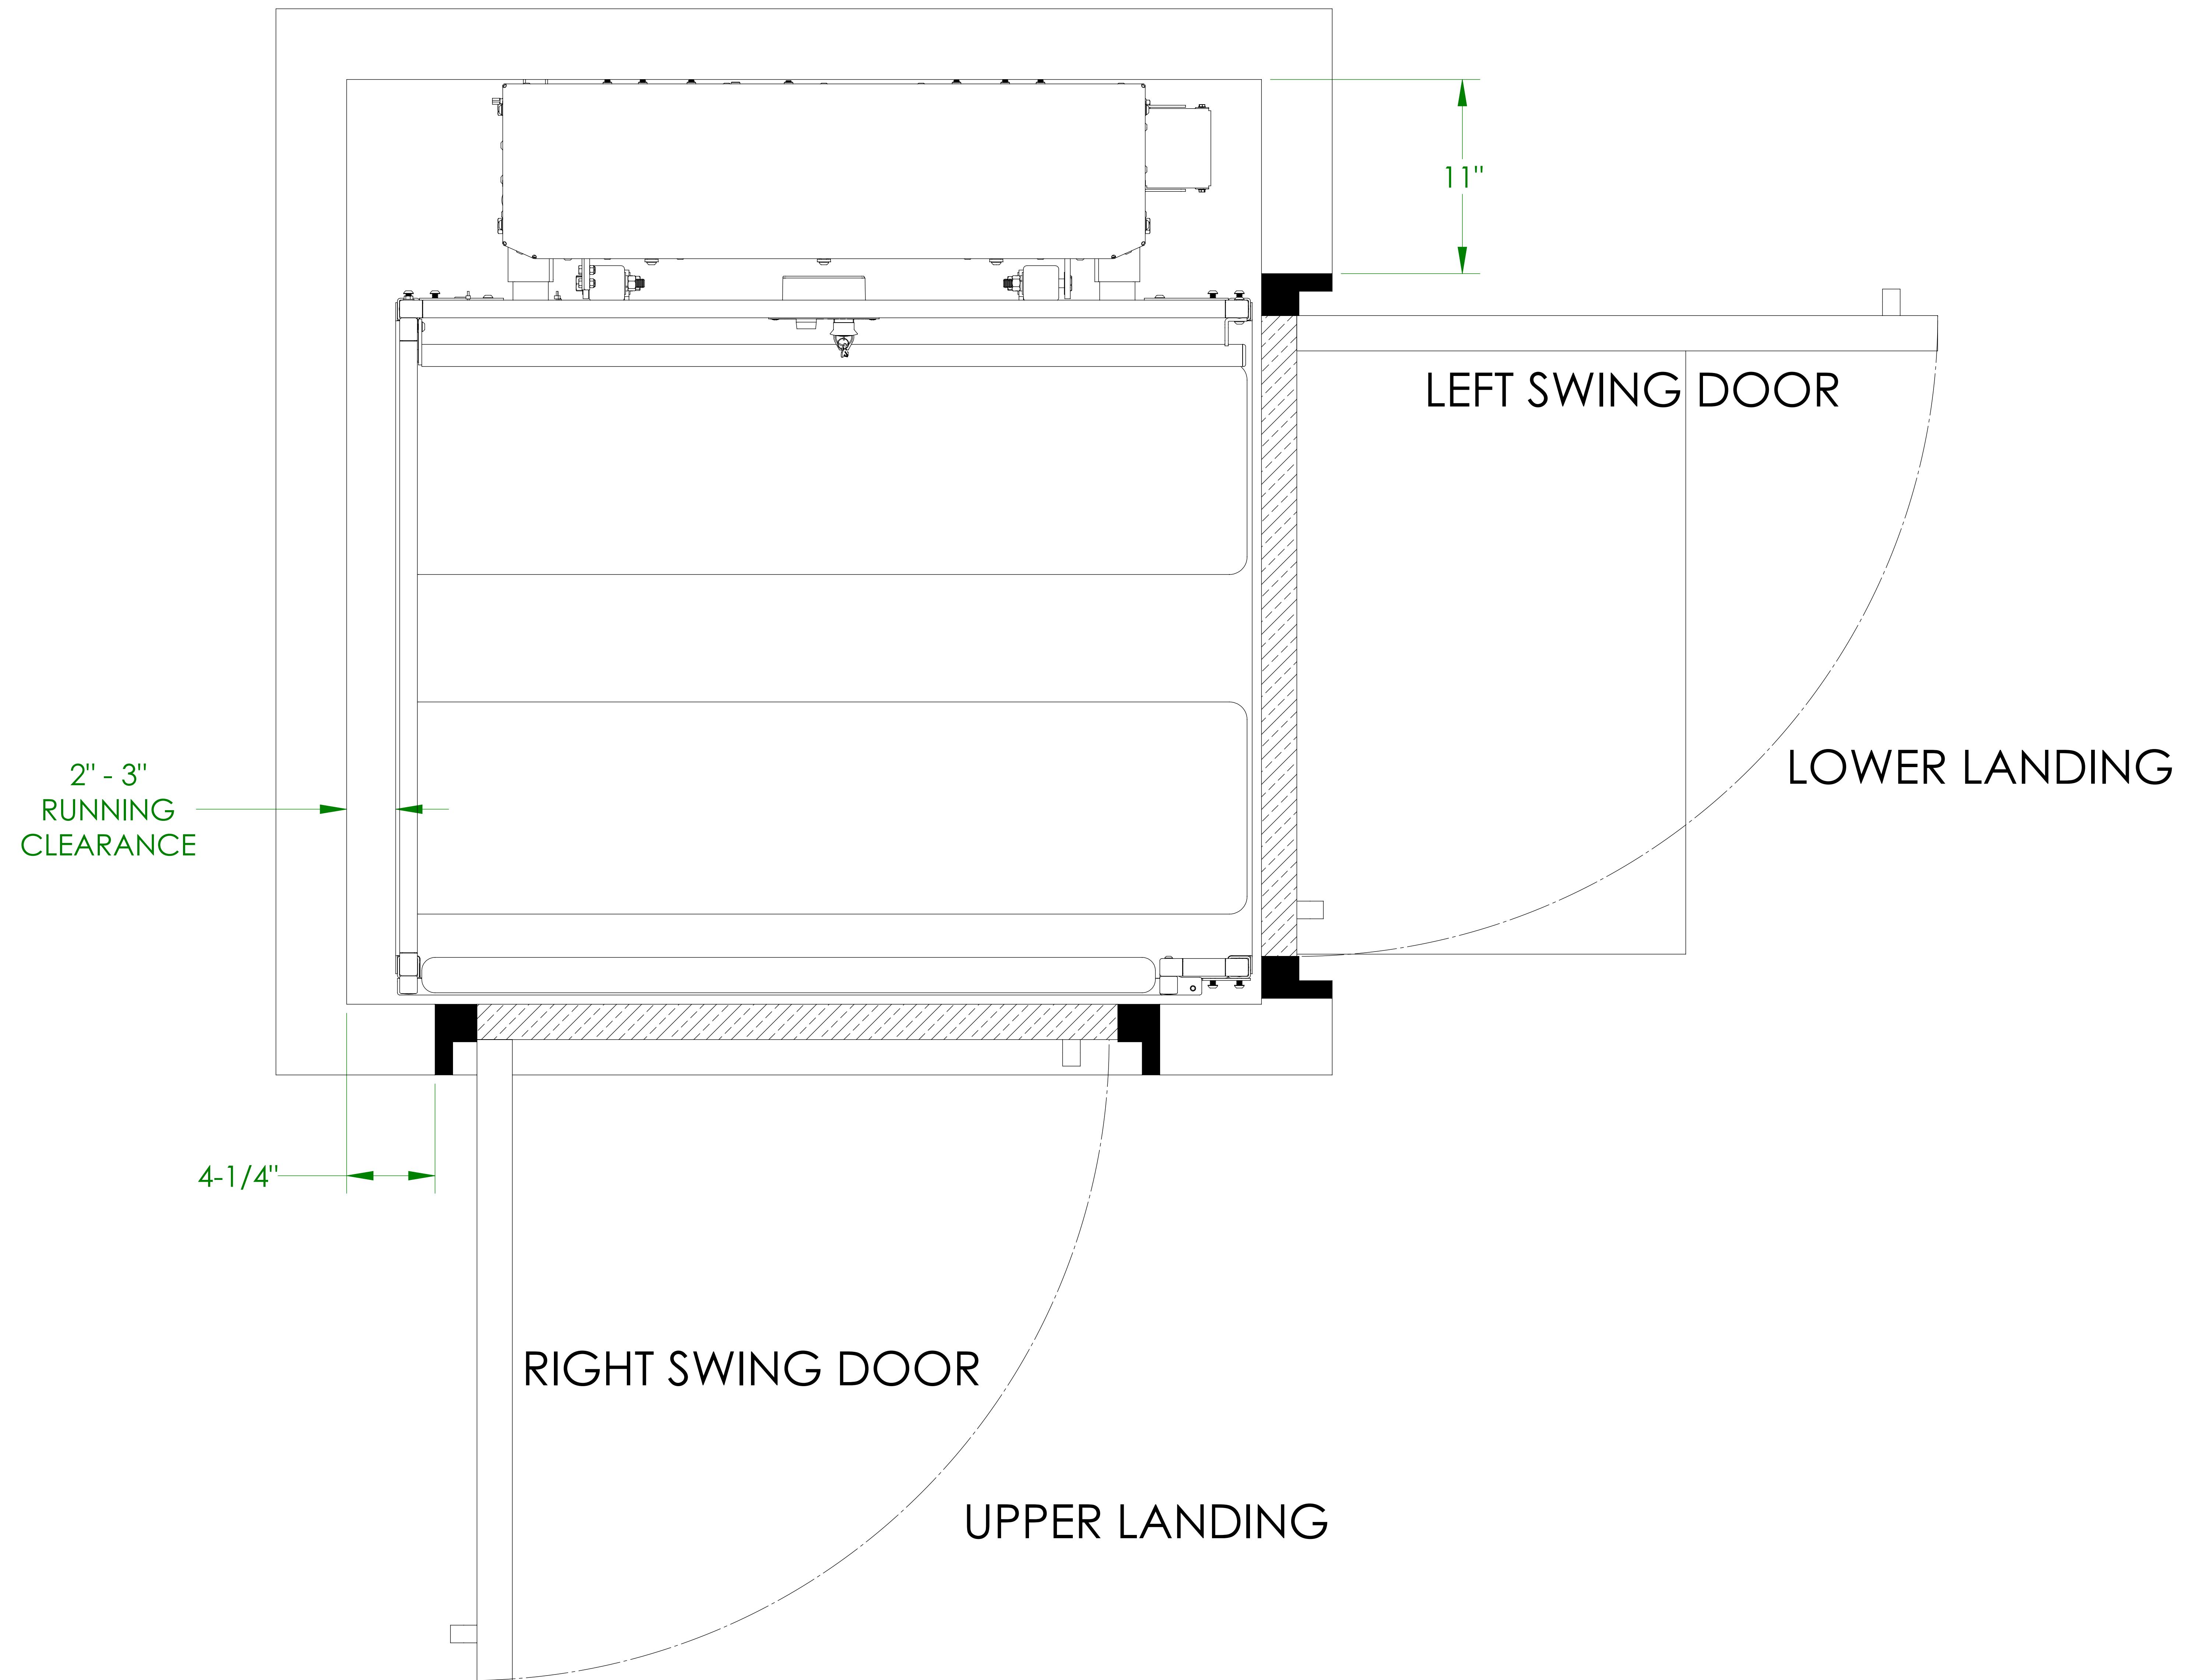 11"
LEFT SWING DOOR
LOWER LANDING
2" - 3"
RUNNING
CLEARANCE
4-1/4"
RIGHT SWING DOOR
UPPER LANDING